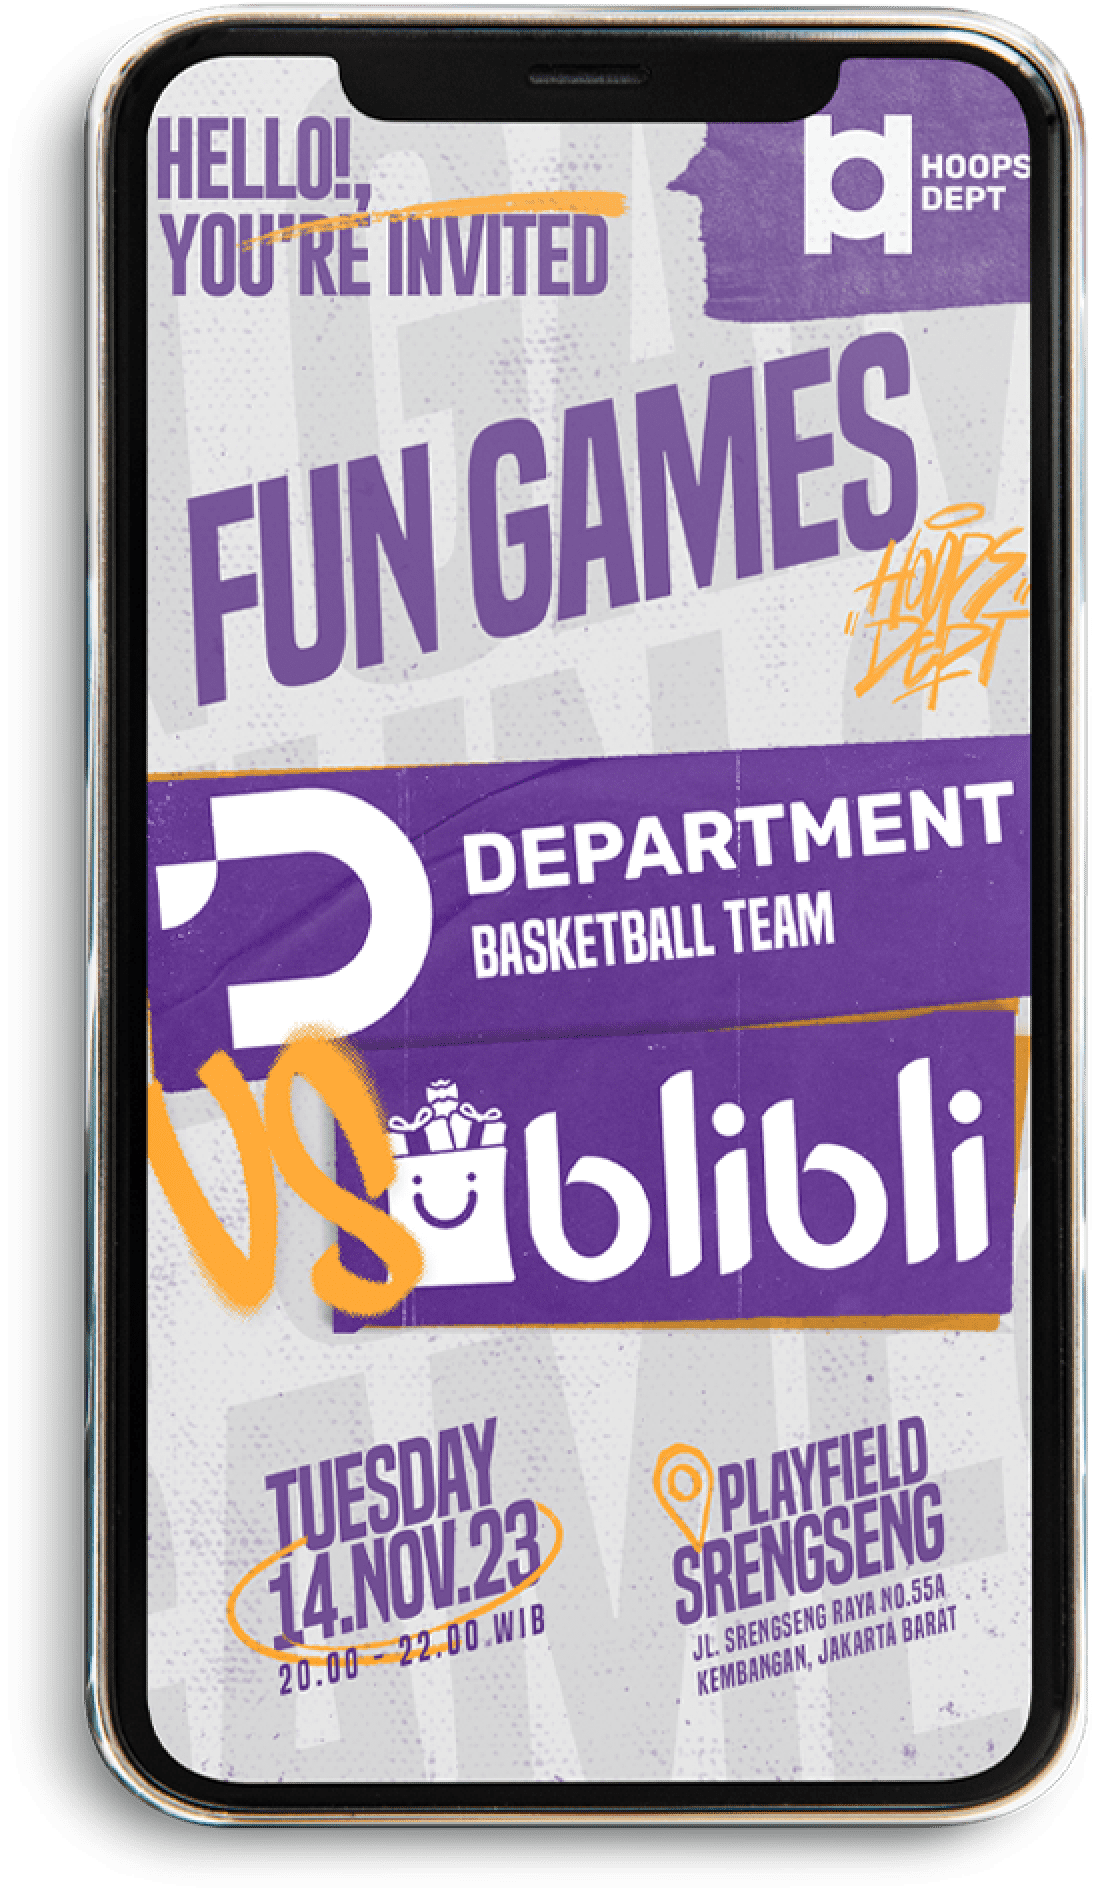 HELLO!,
YOU'RE INVITED
HOOPS
DEPT
FUN GAMES
HOOPS
DEPT
DEPARTMENT
BASKETBALL TEAM
VS
blibli
TUESDAY
14.NOV.23
20.00 - 22.00 WIB
PLAYFIELD
SRENGSENG
JL. SRENGSENG RAYA NO.55A
KEMBANGAN, JAKARTA BARAT